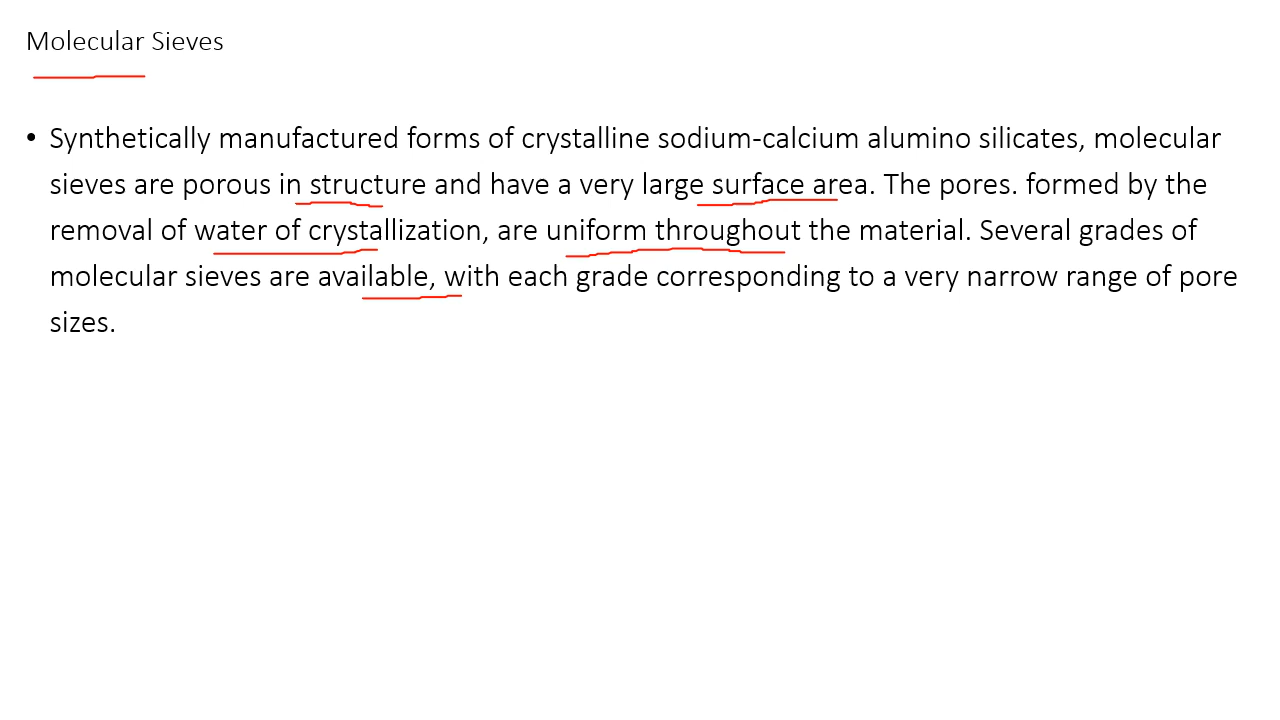 Molecular Sieves
• Synthetically manufactured forms of crystalline sodium-calcium alumino silicates, molecular
sieves are porous in structure and have a very large surface area. The pores. formed by the
removal of water of crystallization, are uniform throughout the material. Several grades of
molecular sieves are available, with each grade corresponding to a very narrow range of pore
sizes.